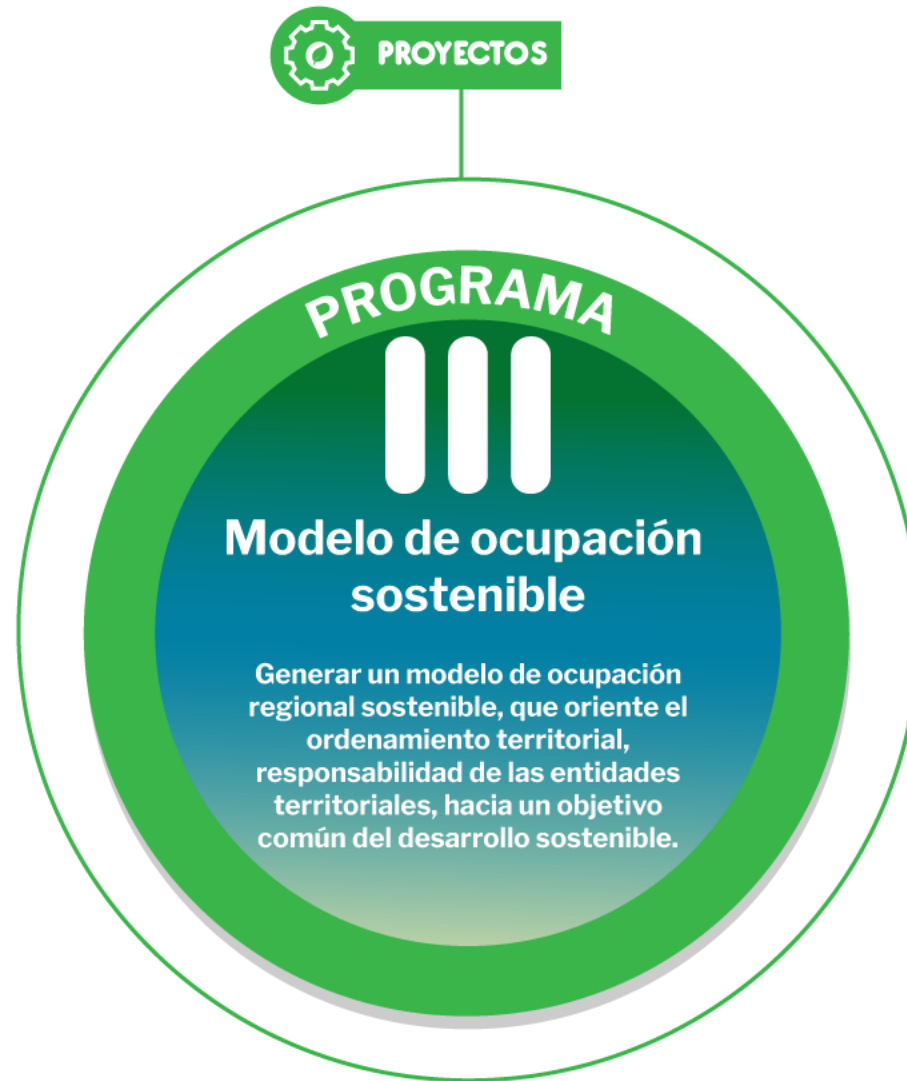 PROYECTOS
PROGRAMA
III
Modelo de ocupación
sostenible
Generar un modelo de ocupación
regional sostenible, que oriente el
ordenamiento territorial,
responsabilidad de las entidades
territoriales, hacia un objetivo
común del desarrollo sostenible.